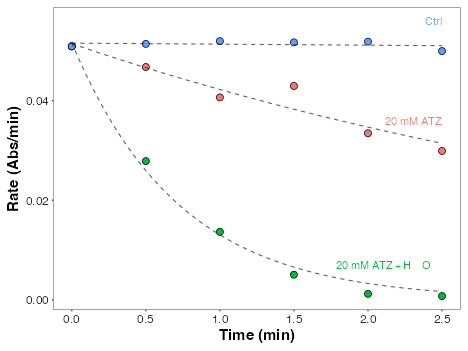 Ctrl
0.04
20 mM ATZ
0.02
20 mM ATZ + H O
0.00
0.0 0.5 1.0 1.5 2.0 2.5
Time (min)
Rate (Abs/min)